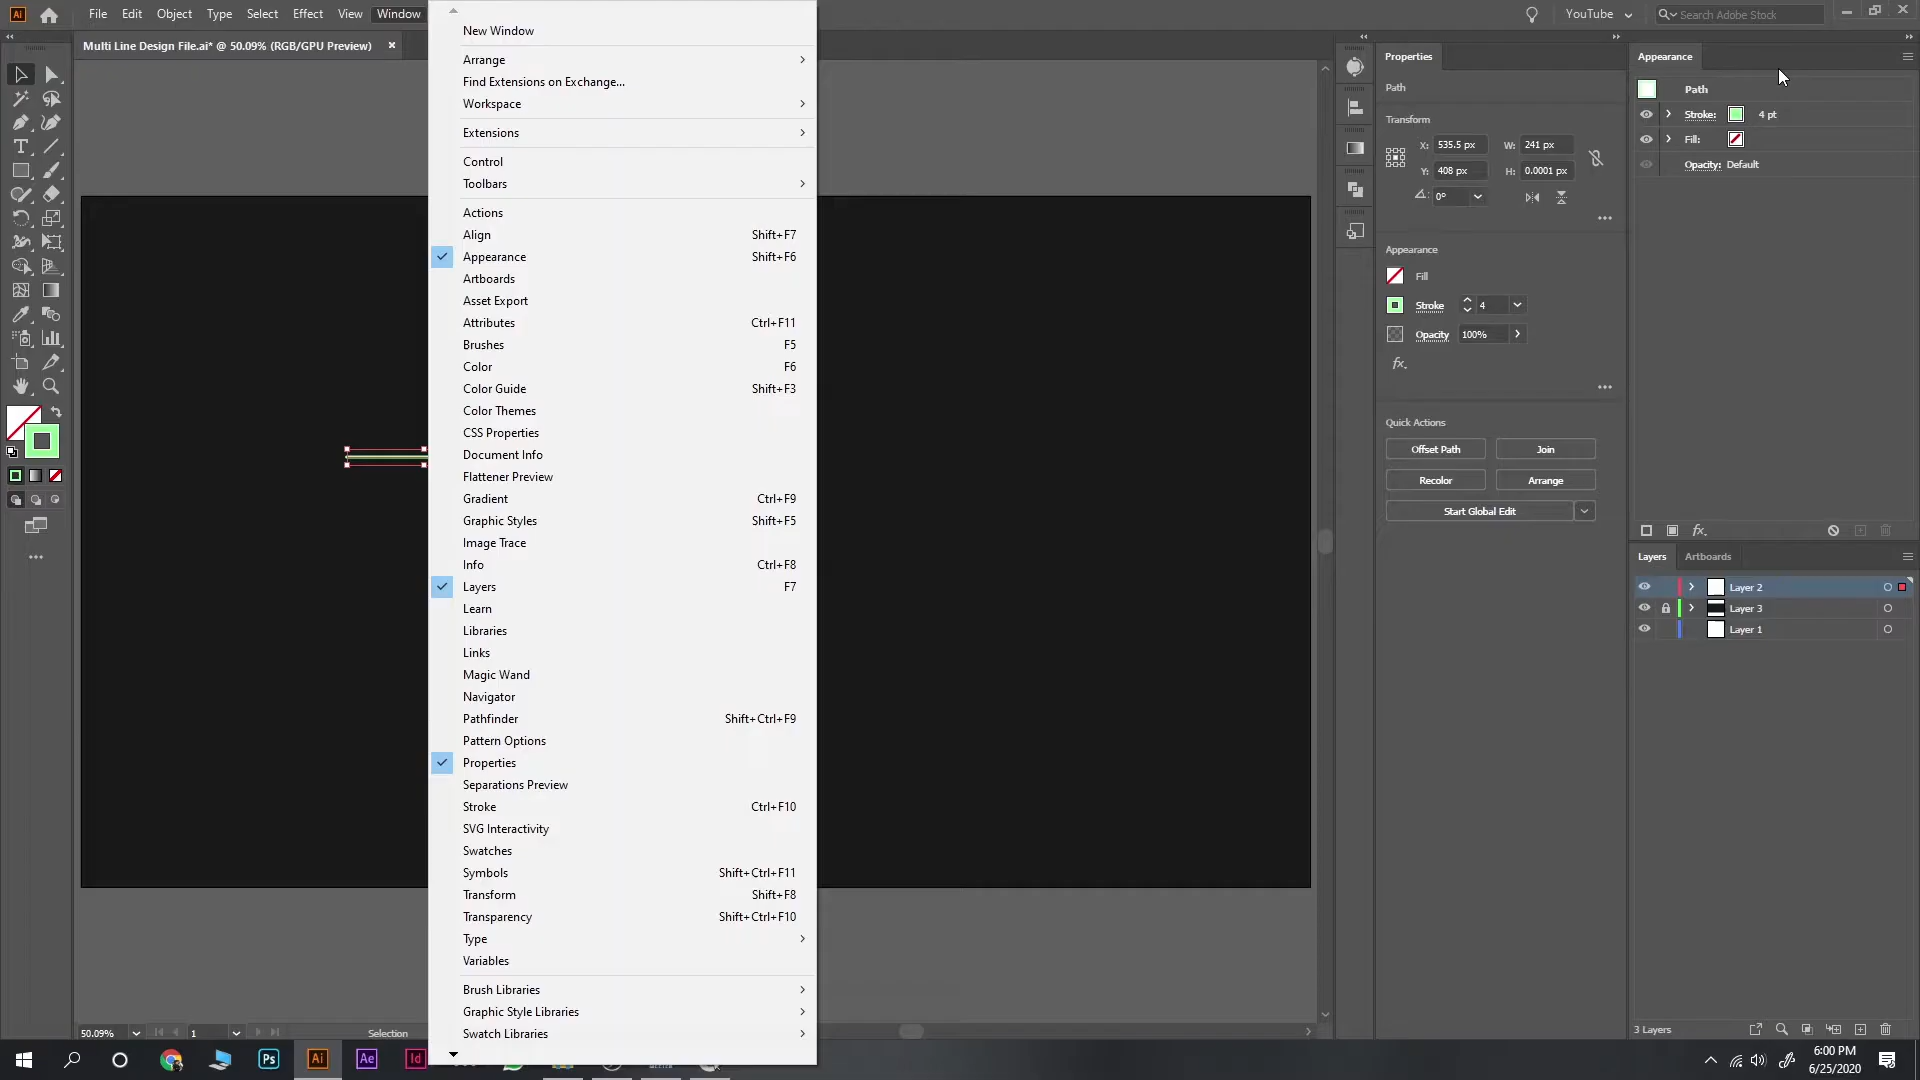 Ai
File Edit Object Type Select Effect View Window
YouTube
Search Adobe Stock
Multi Line Design File.ai* @ 50.09% (RGB/GPU Preview)
New Window
Arrange
Find Extensions on Exchange...
Workspace
Extensions
Control
Toolbars
Actions
Align Shift+F7
Appearance Shift+F6
Artboards
Asset Export
Attributes Ctrl+F11
Brushes F5
Color F6
Color Guide Shift+F3
Color Themes
CSS Properties
Document Info
Flattener Preview
Gradient Ctrl+F9
Graphic Styles Shift+F5
Image Trace
Info Ctrl+F8
Layers F7
Learn
Libraries
Links
Magic Wand
Navigator
Pathfinder Shift+Ctrl+F9
Pattern Options
Properties
Separations Preview
Stroke Ctrl+F10
SVG Interactivity
Swatches
Symbols Shift+Ctrl+F11
Transform Shift+F8
Transparency Shift+Ctrl+F10
Type
Variables
Brush Libraries
Graphic Style Libraries
Swatch Libraries
Properties
Path
Transform
X: 535.5 px W: 241 px
Y: 408 px H: 0.0001 px
0°
Appearance
Fill
Stroke 4
Opacity 100%
fx.
Quick Actions
Offset Path Join
Recolor Arrange
Start Global Edit
Appearance
Path
Stroke: 4 pt
Fill:
Opacity: Default
fx.
Layers Artboards
Layer 2
Layer 3
Layer 1
3 Layers
50.09% 1 Selection
Ps Ai Ae Id
6:00 PM
6/25/2020